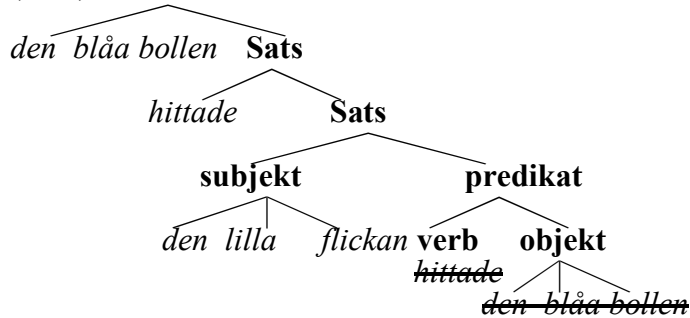 den blåa bollen Sats
hittade Sats
subjekt predikat
den lilla flickan verb objekt
hittade
den blåa bollen